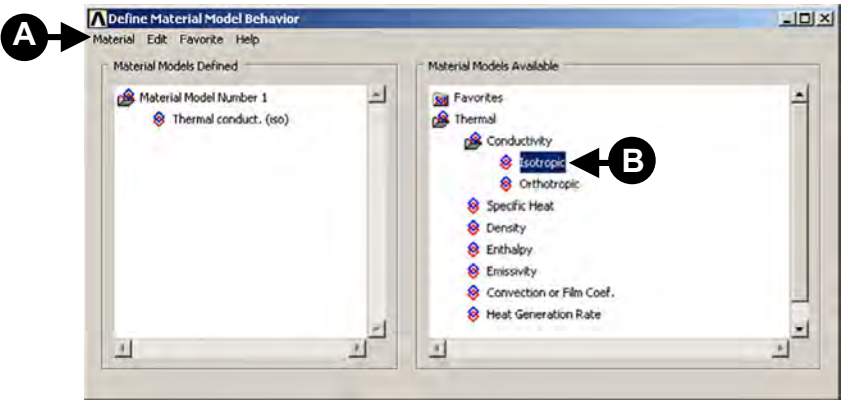 Define Material Model Behavior
A
Material Edit Favorite Help
Material Models Defined
Material Model Number 1
Thermal conduct. (iso)
Material Models Available
Favorites
Thermal
Conductivity
Isotropic
B
Orthotropic
Specific Heat
Density
Enthalpy
Emissivity
Convection or Film Coef.
Heat Generation Rate